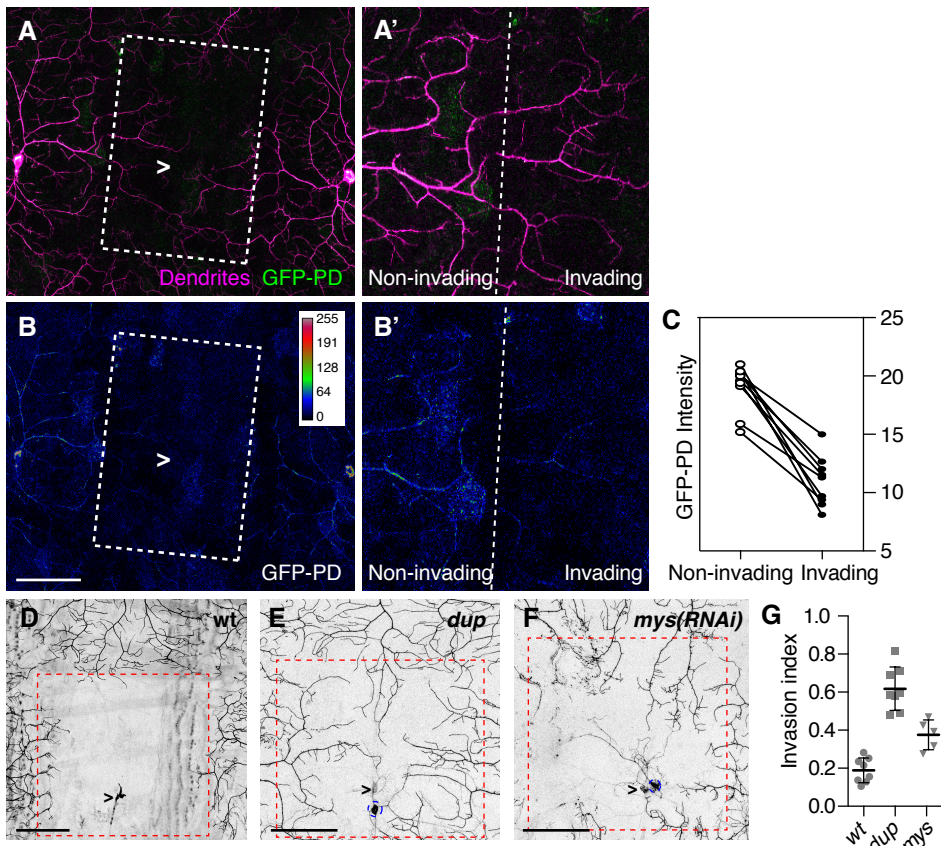 A
>
Dendrites GFP-PD
A'
Non-invading Invading
B
255
191
128
64
0
>
GFP-PD
B'
Non-invading Invading
C
25
20
15
10
5
GFP-PD Intensity
Non-invading Invading
D
wt
>
E
dup
>
F
mys(RNAi)
>
G
1.0
0.8
0.6
0.4
0.2
0.0
Invasion index
wt
dup
mys